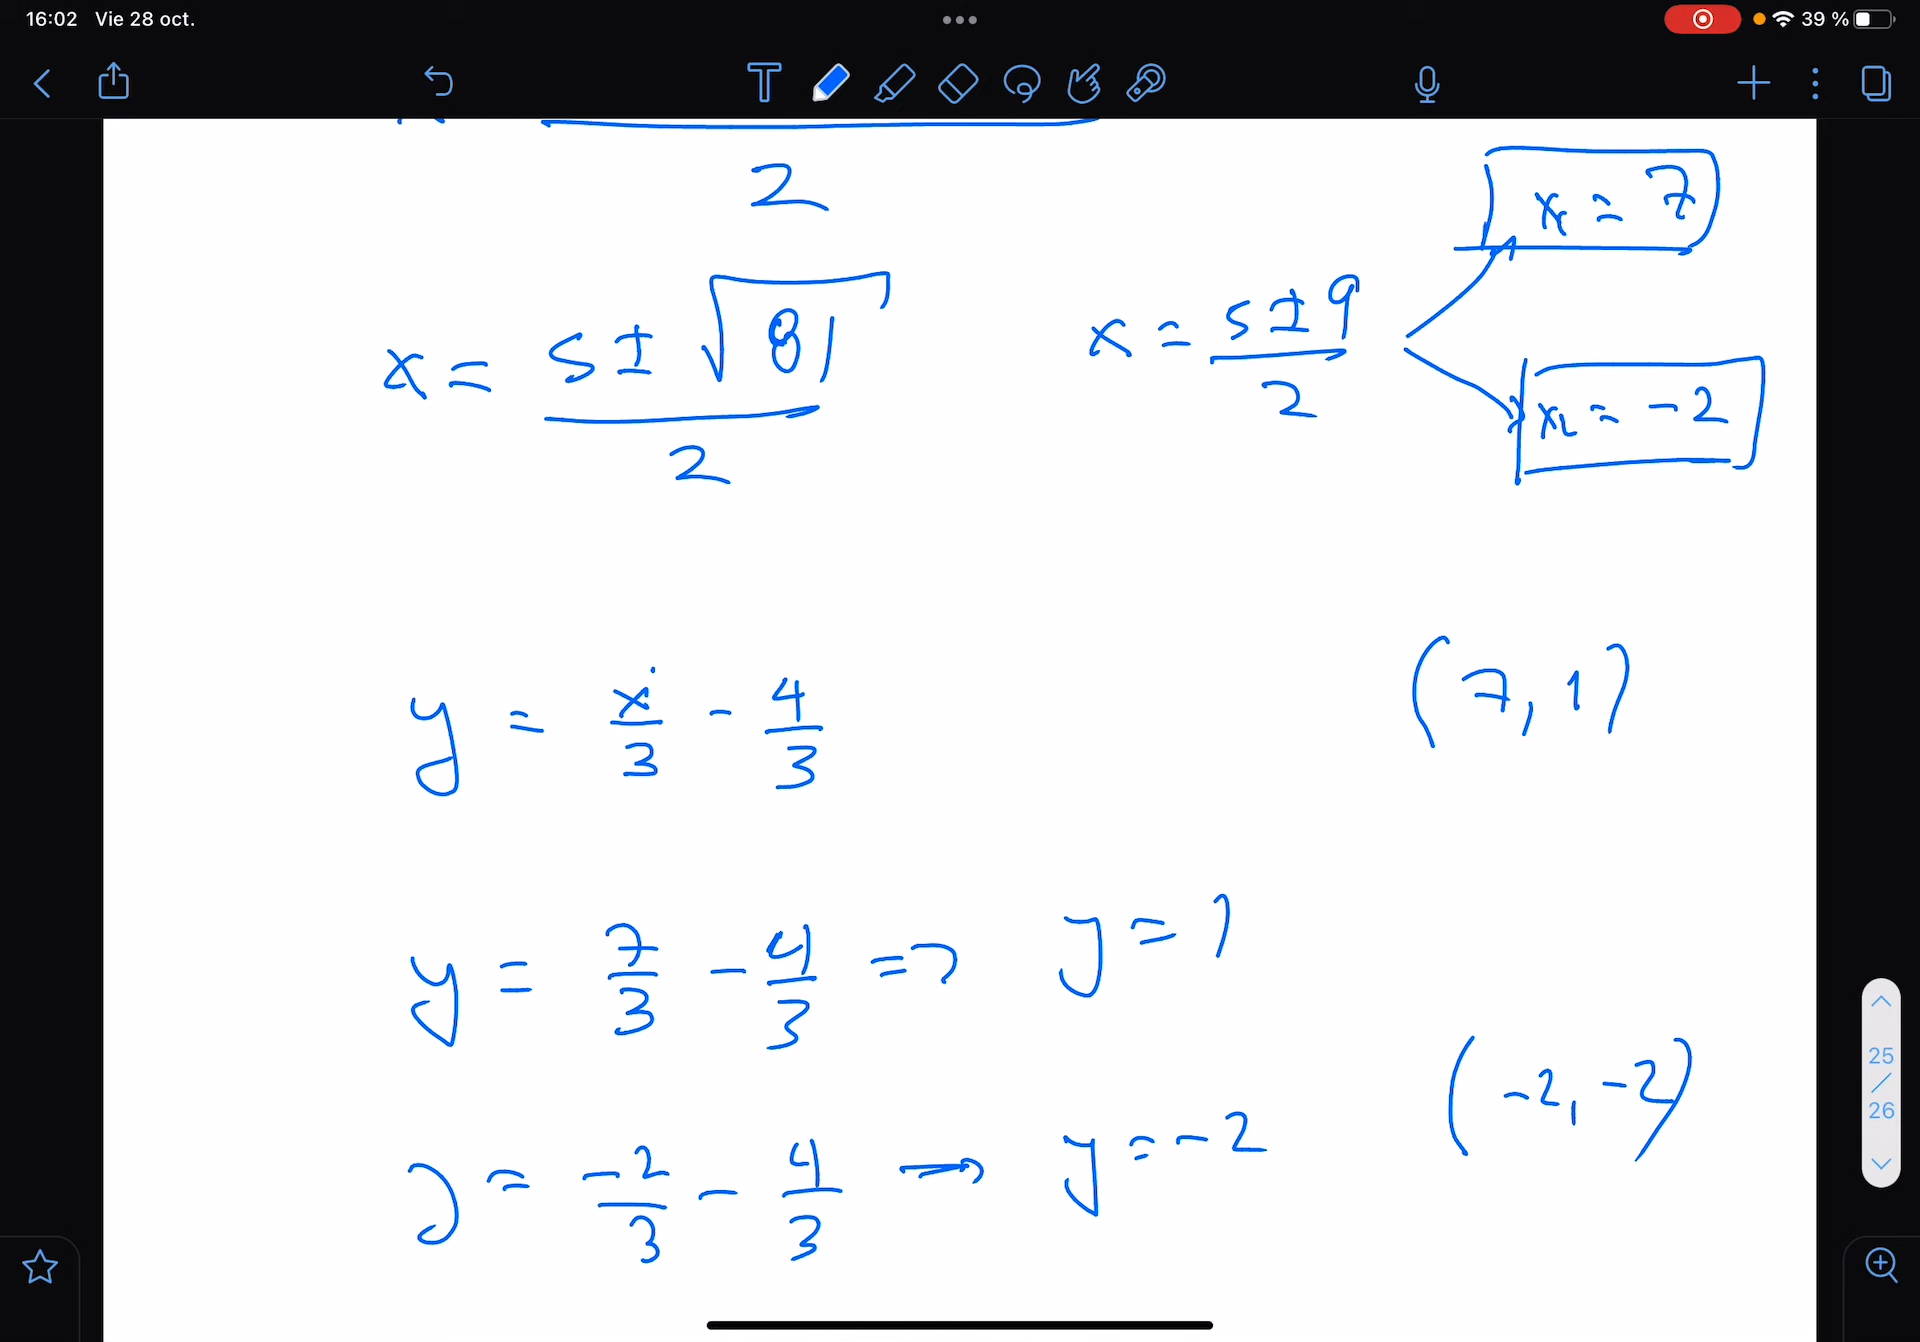 16:02 Vie 28 oct. 39 %
2
x₁ = 7
x = 5 ± √81 / 2
x = 5 ± 9 / 2
x₂ = -2
y = x/3 - 4/3
(7, 1)
y = 7/3 - 4/3 => y = 1
(-2, -2)
y = -2/3 - 4/3 → y = -2
25
/
26